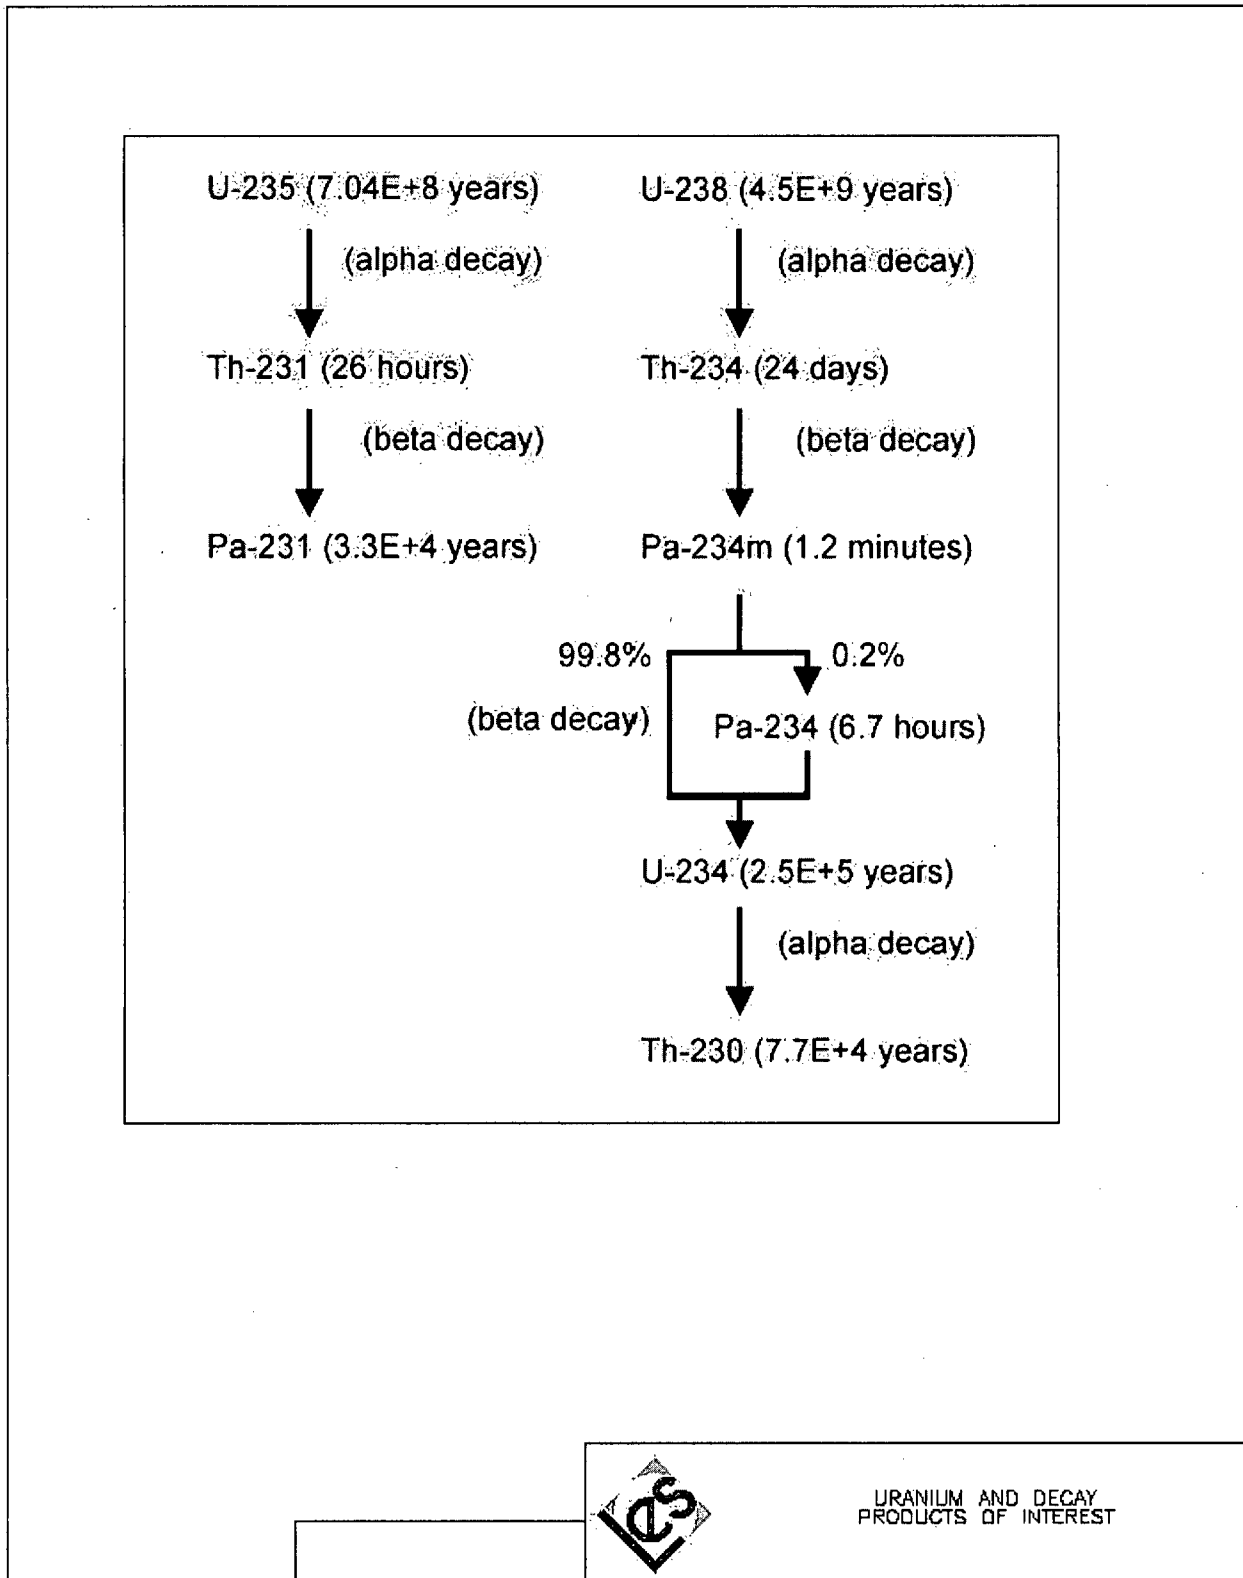 U-235 (7.04E+8 years)
(alpha decay)
Th-231 (26 hours)
(beta decay)
Pa-231 (3.3E+4 years)
U-238 (4.5E+9 years)
(alpha decay)
Th-234 (24 days)
(beta decay)
Pa-234m (1.2 minutes)
99.8%
0.2%
(beta decay)
Pa-234 (6.7 hours)
U-234 (2.5E+5 years)
(alpha decay)
Th-230 (7.7E+4 years)
Les
URANIUM AND DECAY
PRODUCTS OF INTEREST